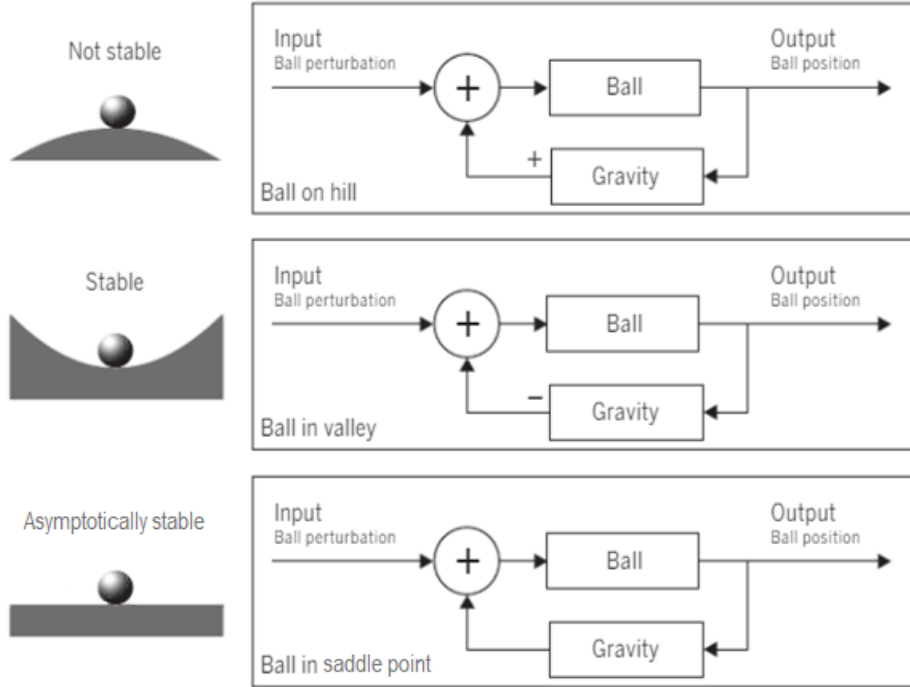 Not stable
Input
Ball perturbation
+
Ball
Output
Ball position
+
Gravity
Ball on hill
Stable
Input
Ball perturbation
+
Ball
Output
Ball position
−
Gravity
Ball in valley
Asymptotically stable
Input
Ball perturbation
+
Ball
Output
Ball position
Gravity
Ball in saddle point